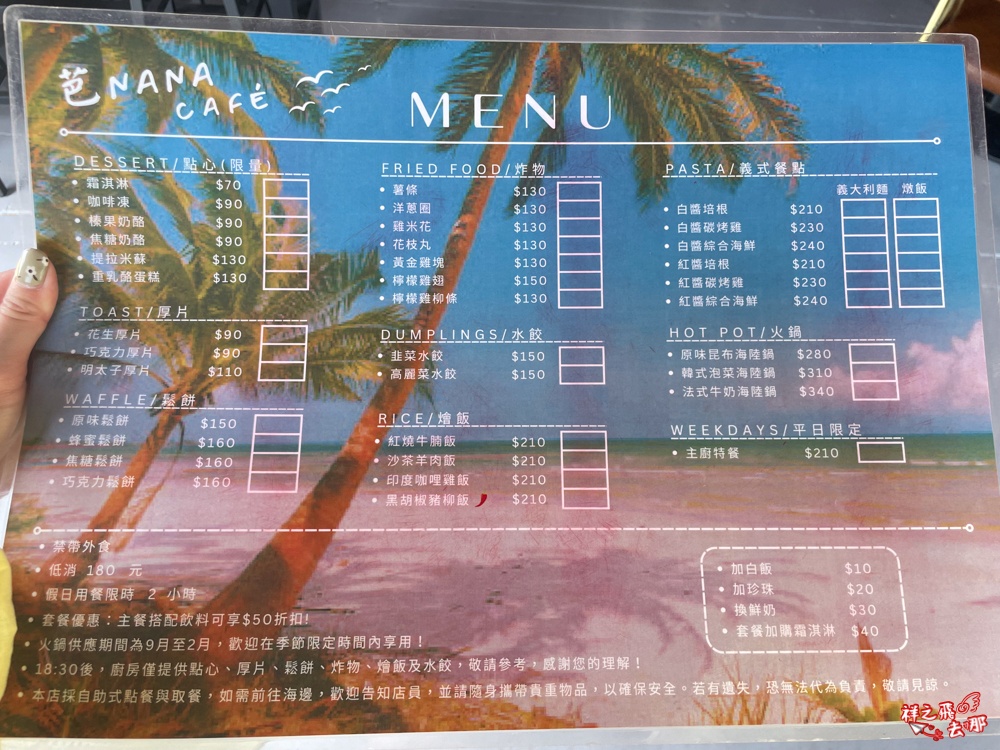 芭NANA
CAFÉ
MENU
DESSERT/點心(限量)
• 霜淇淋 $70
• 咖啡凍 $90
• 榛果奶酪 $90
• 焦糖奶酪 $90
• 提拉米蘇 $130
• 重乳酪蛋糕 $130
TOAST/厚片
• 花生厚片 $90
• 巧克力厚片 $90
• 明太子厚片 $110
WAFFLE/鬆餅
• 原味鬆餅 $150
• 蜂蜜鬆餅 $160
• 焦糖鬆餅 $160
• 巧克力鬆餅 $160
FRIED FOOD/炸物
• 薯條 $130
• 洋蔥圈 $130
• 雞米花 $130
• 花枝丸 $130
• 黃金雞塊 $130
• 檸檬雞翅 $150
• 檸檬雞柳條 $130
DUMPLINGS/水餃
• 韭菜水餃 $150
• 高麗菜水餃 $150
RICE/燴飯
• 紅燒牛腩飯 $210
• 沙茶羊肉飯 $210
• 印度咖哩雞飯 $210
• 黑胡椒豬柳飯 $210
PASTA/義式餐點
義大利麵 燉飯
• 白醬培根 $210
• 白醬碳烤雞 $230
• 白醬綜合海鮮 $240
• 紅醬培根 $210
• 紅醬碳烤雞 $230
• 紅醬綜合海鮮 $240
HOT POT/火鍋
• 原味昆布海陸鍋 $280
• 韓式泡菜海陸鍋 $310
• 法式牛奶海陸鍋 $340
WEEKDAYS/平日限定
• 主廚特餐 $210
• 禁帶外食
• 低消 180 元
• 假日用餐限時 2 小時
• 套餐優惠：主餐搭配飲料可享$50折扣!
• 火鍋供應期間為9月至2月，歡迎在季節限定時間內享用！
• 18:30後，廚房僅提供點心、厚片、鬆餅、炸物、燴飯及水餃，敬請參考，感謝您的理解！
• 本店採自助式點餐與取餐，如需前往海邊，歡迎告知店員，並請隨身攜帶貴重物品，以確保安全。若有遺失，恐無法代為負責，敬請見諒。
• 加白飯 $10
• 加珍珠 $20
• 換鮮奶 $30
• 套餐加購霜淇淋 $40
祥之飛
去哪